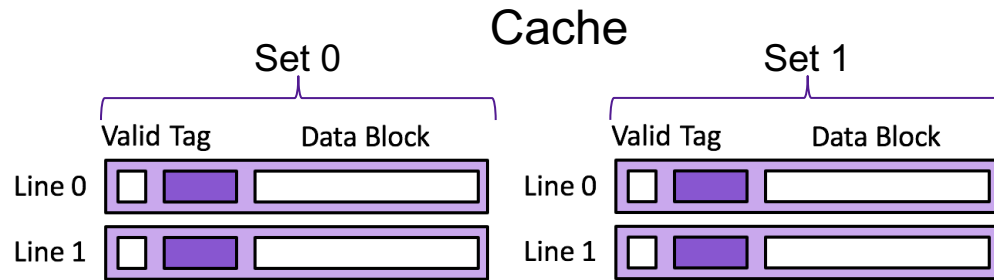 Cache
Set 0
Set 1
Valid Tag Data Block
Valid Tag Data Block
Line 0
Line 0
Line 1
Line 1